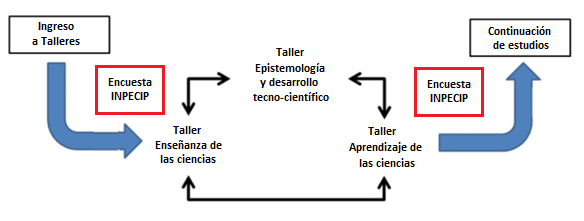 Ingreso
a Talleres
Encuesta
INPECIP
Taller
Epistemología
y desarrollo
tecno-científico
Encuesta
INPECIP
Continuación
de estudios
Taller
Enseñanza de
las ciencias
Taller
Aprendizaje de
las ciencias